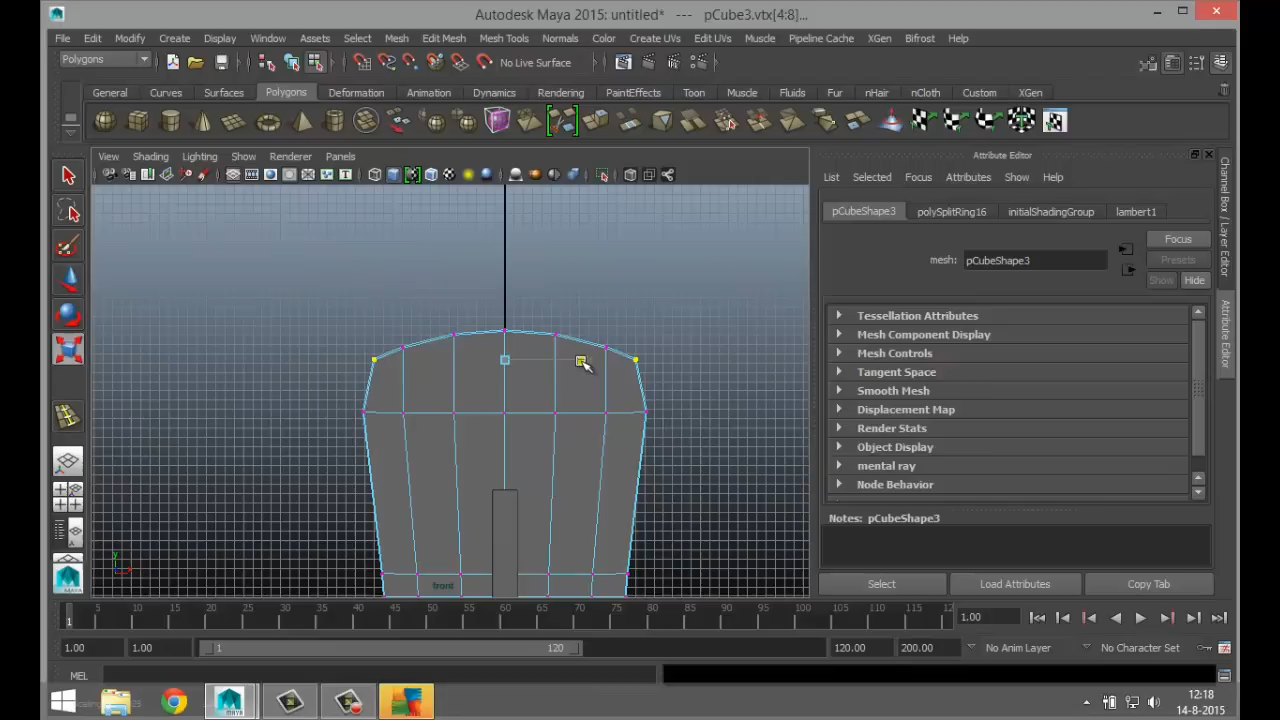 Autodesk Maya 2015: untitled* --- pCube3.vtx[4:8]...
File Edit Modify Create Display Window Assets Select Mesh Edit Mesh Mesh Tools Normals Color Create UVs Edit UVs Muscle Pipeline Cache XGen Bifrost Help
Polygons No Live Surface
General Curves Surfaces Polygons Deformation Animation Dynamics Rendering PaintEffects Toon Muscle Fluids Fur nHair nCloth Custom XGen
View Shading Lighting Show Renderer Panels
Attribute Editor
List Selected Focus Attributes Show Help
pCubeShape3 polySplitRing16 initialShadingGroup lambert1
mesh: pCubeShape3
Focus
Presets
Show Hide
Tessellation Attributes
Mesh Component Display
Mesh Controls
Tangent Space
Smooth Mesh
Displacement Map
Render Stats
Object Display
mental ray
Node Behavior
Notes: pCubeShape3
Select Load Attributes Copy Tab
Channel Box / Layer Editor
Attribute Editor
y
front
5 10 15 20 25 30 35 40 45 50 55 60 65 70 75 80 85 90 95 100 105 110 115 12
1
1.00
1.00 1.00 1 120 120.00 200.00 No Anim Layer No Character Set
MEL
12:18
14-8-2015